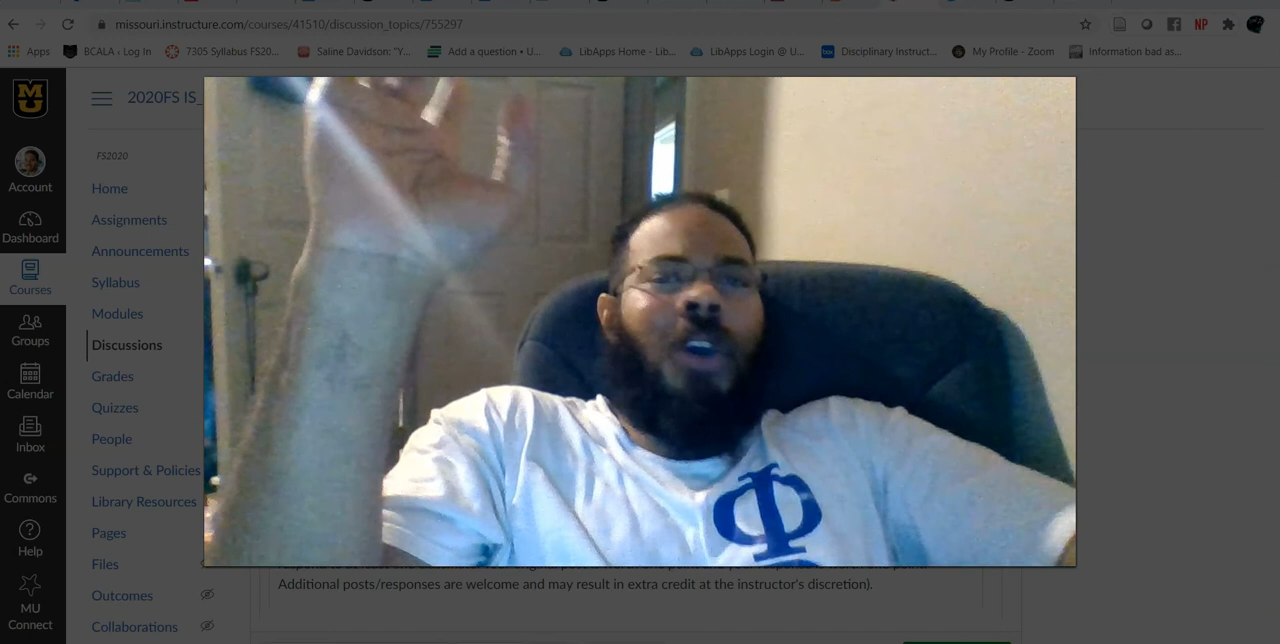 missouri.instructure.com/courses/41510/discussion_topics/755297
NP
Apps
BCALA ‹ Log In
7305 Syllabus FS20...
Saline Davidson: "Y...
Add a question • U...
LibApps Home - Lib...
LibApps Login @ U...
box
Disciplinary Instruct...
My Profile - Zoom
Information bad as...
MU
2020FS IS_
FS2020
Account
Dashboard
Courses
Groups
Calendar
Inbox
Commons
Help
MU
Connect
Home
Assignments
Announcements
Syllabus
Modules
Discussions
Grades
Quizzes
People
Support & Policies
Library Resources
Pages
Files
Outcomes
Collaborations
Φ
Additional posts/responses are welcome and may result in extra credit at the instructor's discretion).